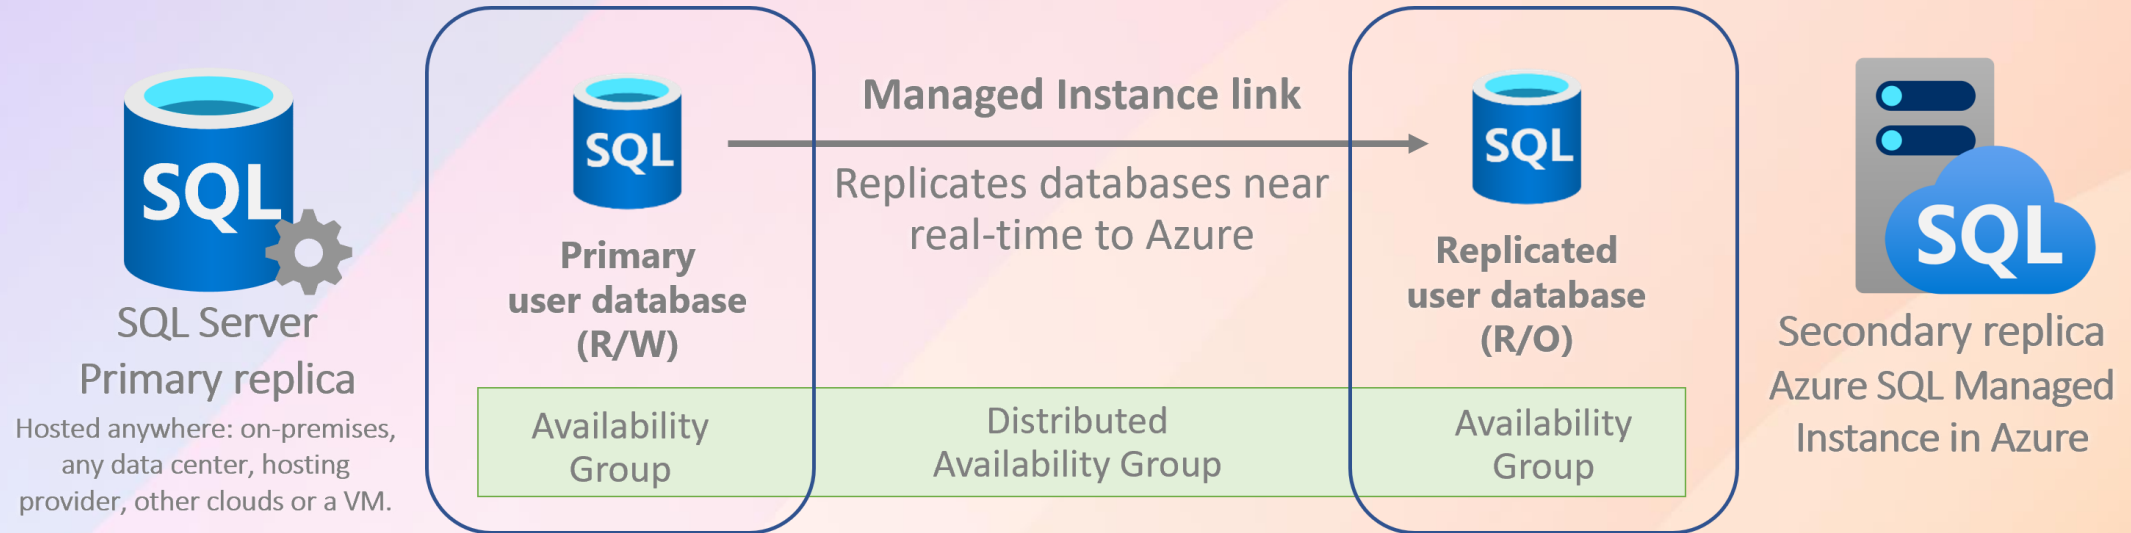 SQL
SQL Server
Primary replica
Hosted anywhere: on-premises,
any data center, hosting
provider, other clouds or a VM.
SQL
Primary
user database
(R/W)
Managed Instance link
Replicates databases near
real-time to Azure
SQL
Replicated
user database
(R/O)
Availability
Group
Distributed
Availability Group
Availability
Group
SQL
Secondary replica
Azure SQL Managed
Instance in Azure